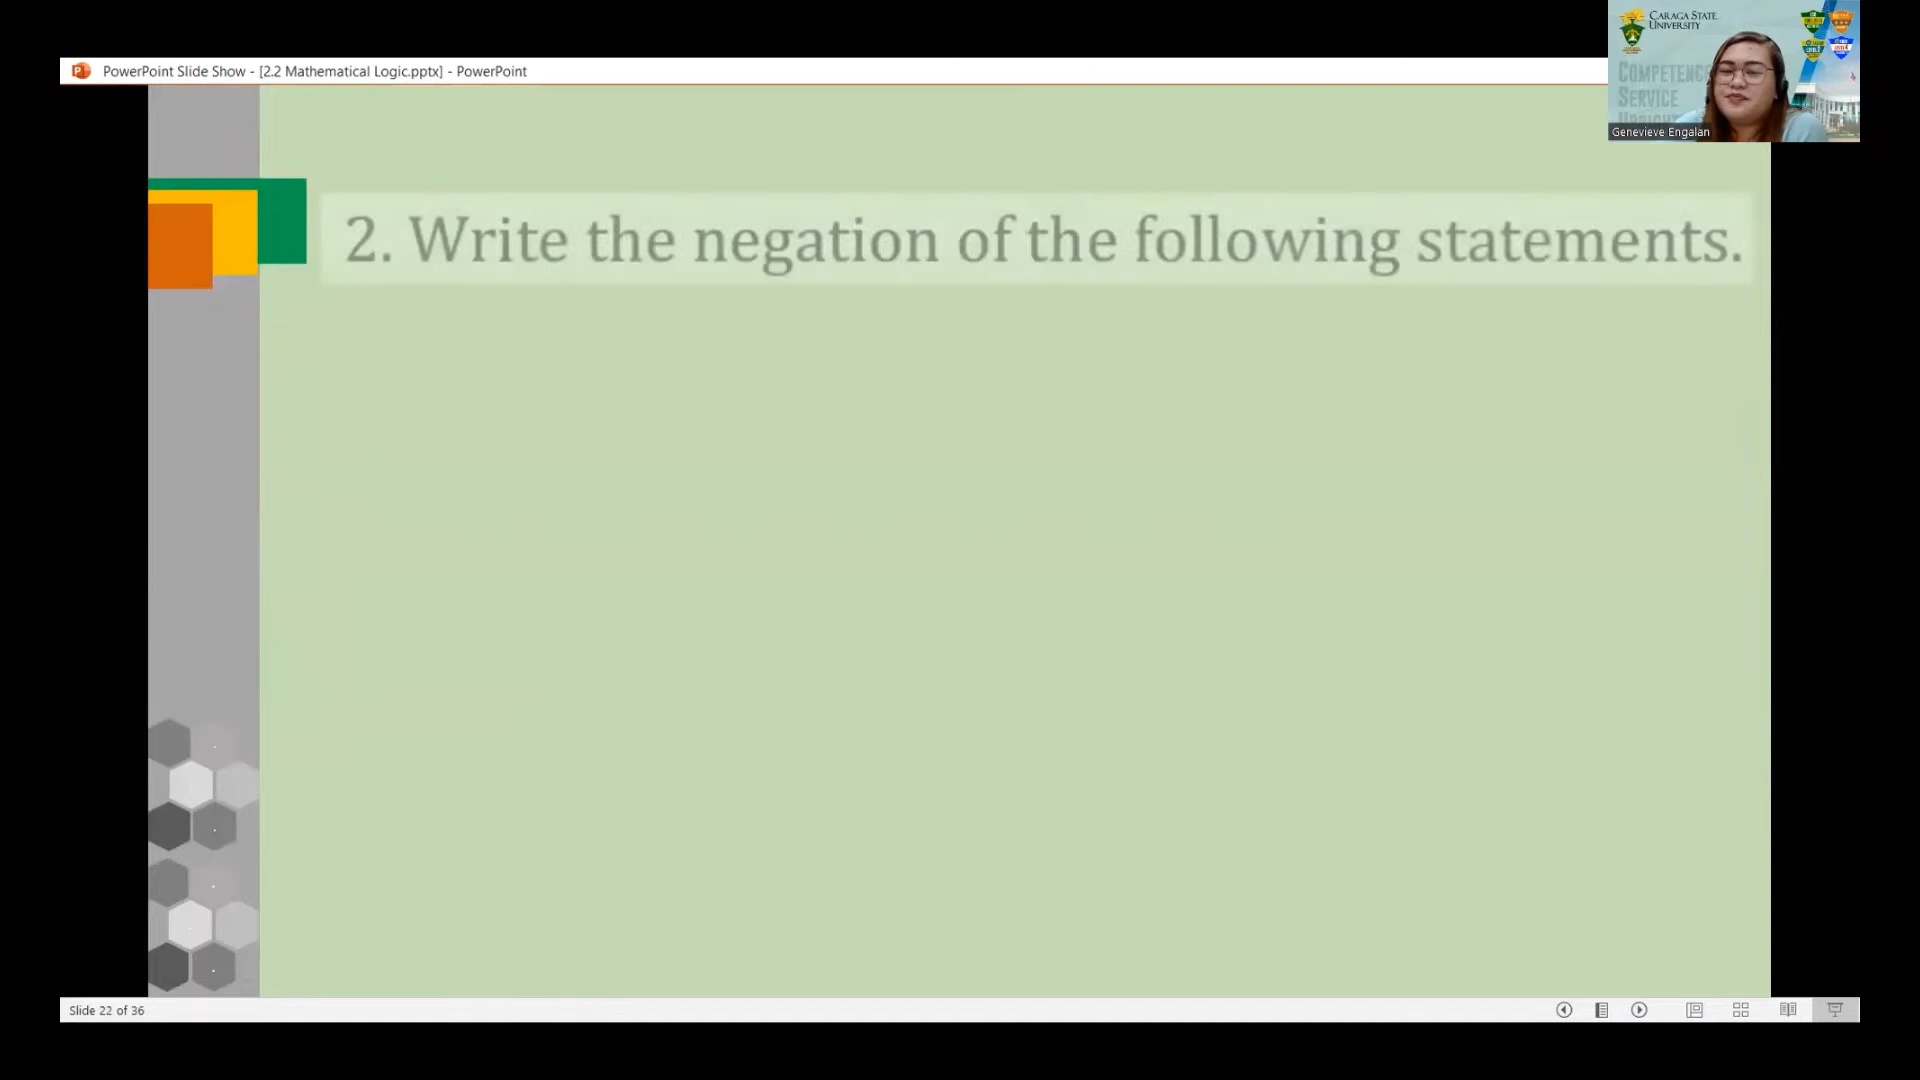 PowerPoint Slide Show - [2.2 Mathematical Logic.pptx] - PowerPoint
CARAGA STATE
UNIVERSITY
COMPETENC
SERVICE
Genevieve Engalan
2. Write the negation of the following statements.
Slide 22 of 36